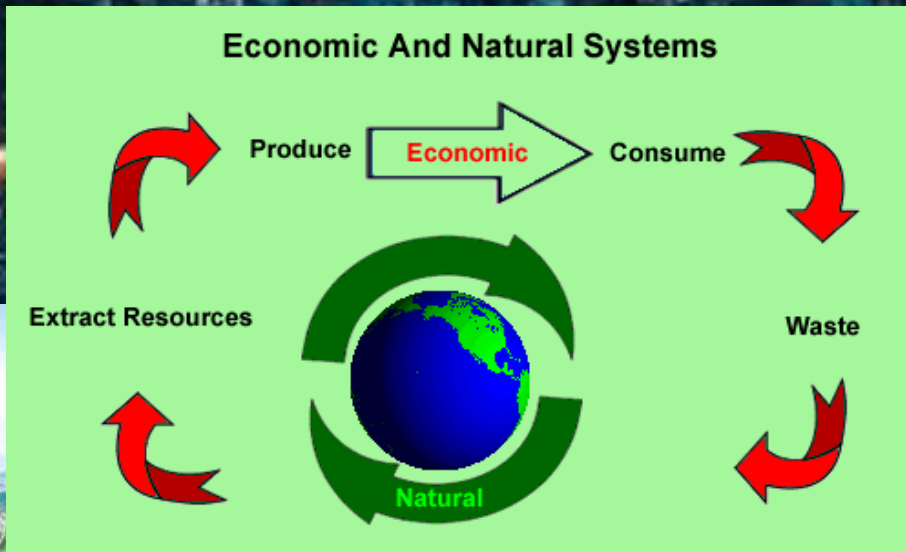 Economic And Natural Systems
Produce
Economic
Consume
Extract Resources
Waste
Natural